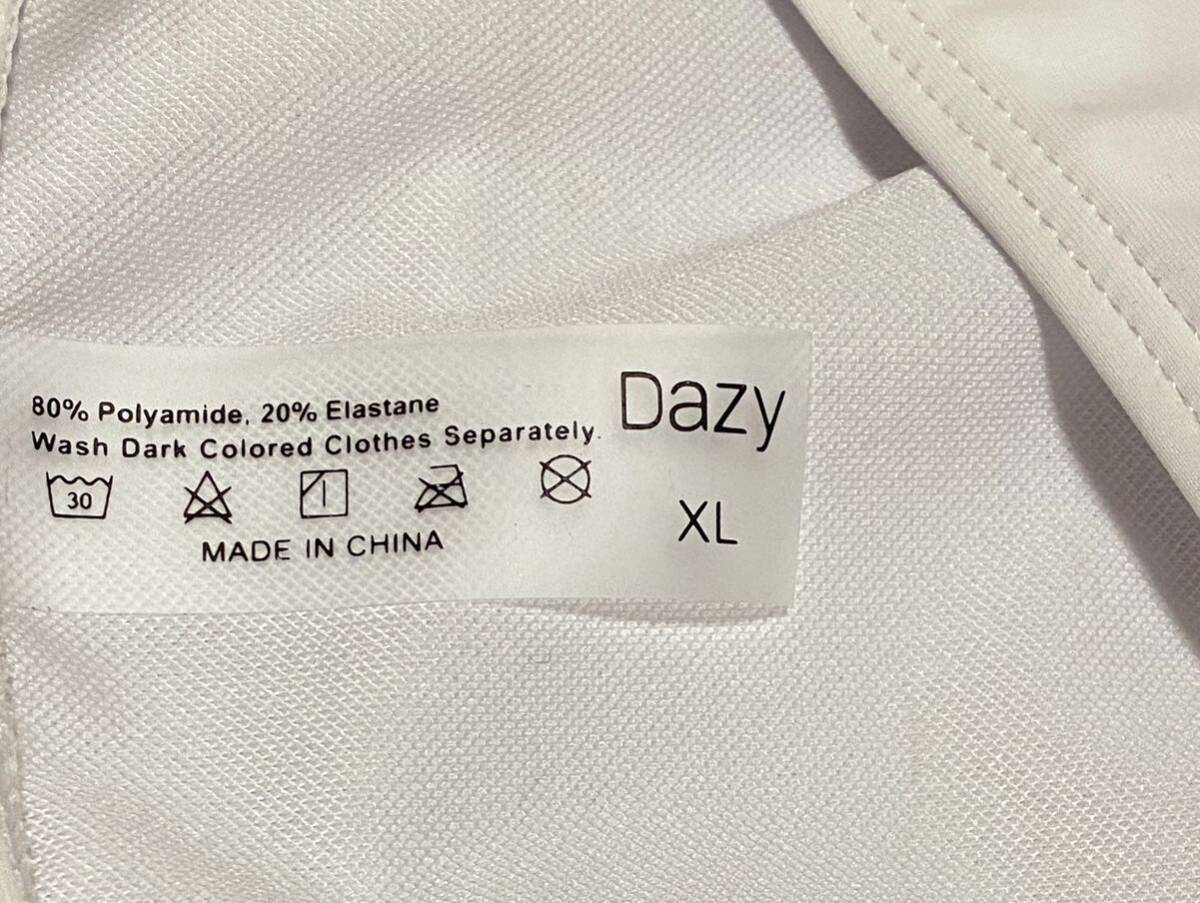 80% Polyamide, 20% Elastane
Wash Dark Colored Clothes Separately.
30
MADE IN CHINA
Dazy
XL